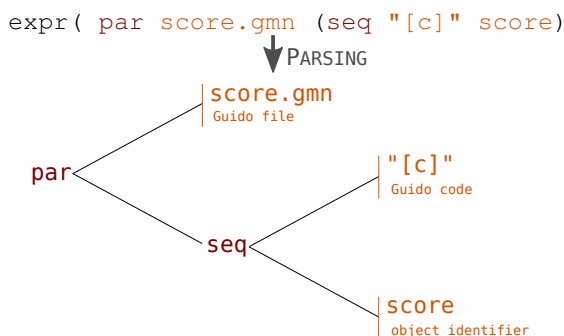 expr( par score.gmn (seq "[c]" score)
PARSING
score.gmn
Guido file
"[c]"
Guido code
par
seq
score
object identifier